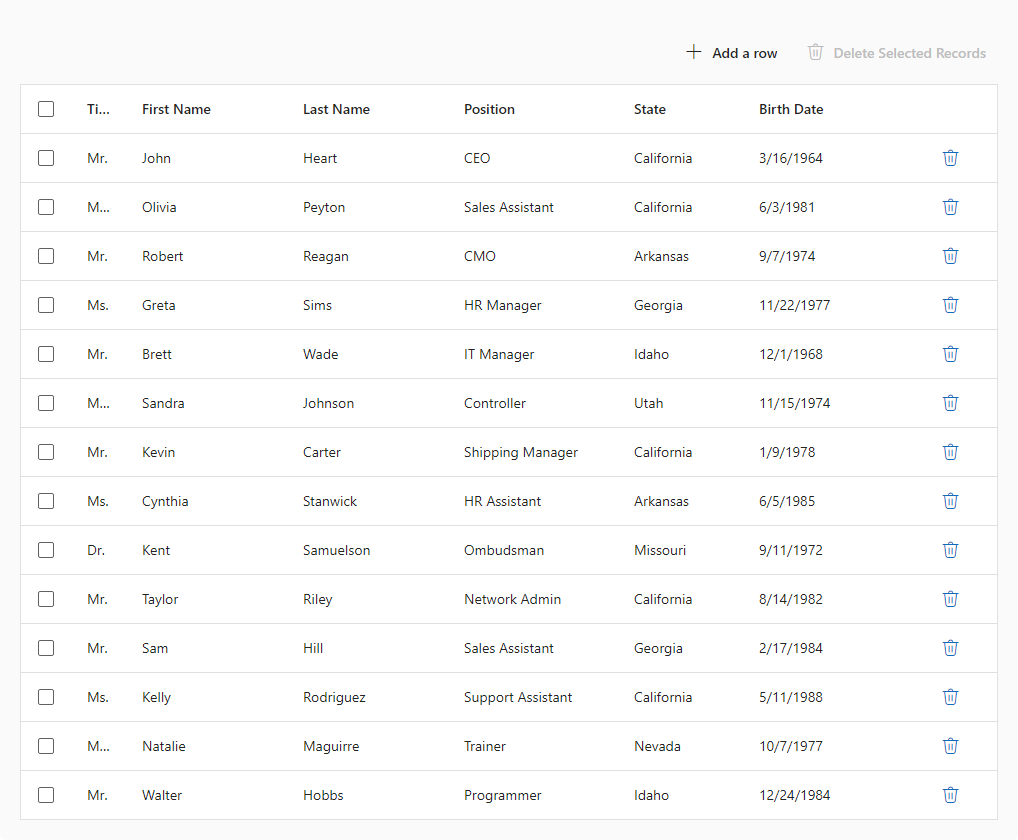 Add a row Delete Selected Records
Ti... First Name Last Name Position State Birth Date
Mr. John Heart CEO California 3/16/1964
M... Olivia Peyton Sales Assistant California 6/3/1981
Mr. Robert Reagan CMO Arkansas 9/7/1974
Ms. Greta Sims HR Manager Georgia 11/22/1977
Mr. Brett Wade IT Manager Idaho 12/1/1968
M... Sandra Johnson Controller Utah 11/15/1974
Mr. Kevin Carter Shipping Manager California 1/9/1978
Ms. Cynthia Stanwick HR Assistant Arkansas 6/5/1985
Dr. Kent Samuelson Ombudsman Missouri 9/11/1972
Mr. Taylor Riley Network Admin California 8/14/1982
Mr. Sam Hill Sales Assistant Georgia 2/17/1984
Ms. Kelly Rodriguez Support Assistant California 5/11/1988
M... Natalie Maguirre Trainer Nevada 10/7/1977
Mr. Walter Hobbs Programmer Idaho 12/24/1984